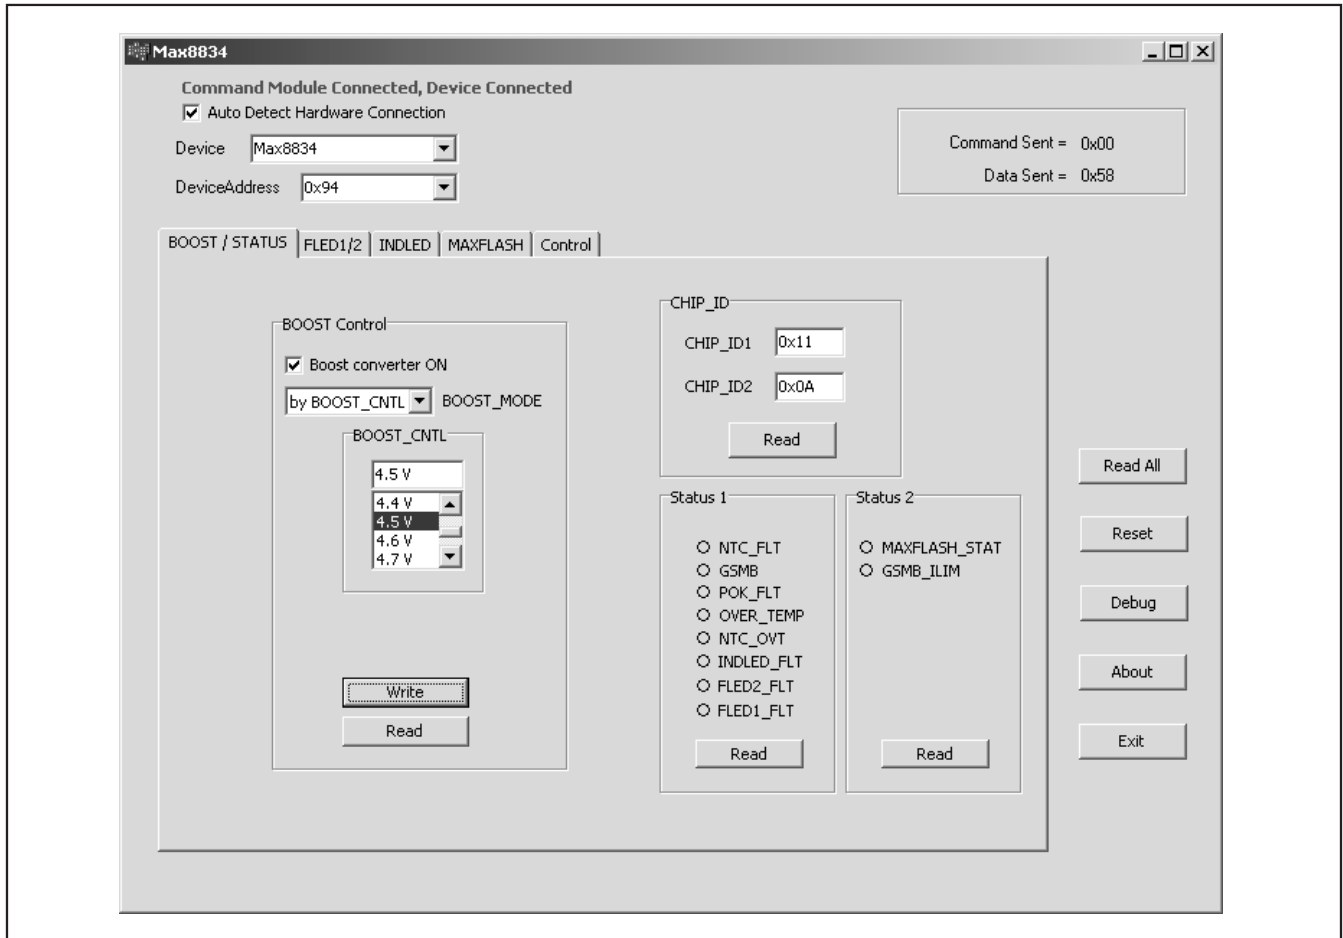 Max8834
Command Module Connected, Device Connected
Auto Detect Hardware Connection
Device Max8834
DeviceAddress 0x94
Command Sent = 0x00
Data Sent = 0x58
BOOST / STATUS FLED1/2 INDLED MAXFLASH Control
BOOST Control
Boost converter ON
by BOOST_CNTL BOOST_MODE
BOOST_CNTL
4.5 V
4.4 V
4.5 V
4.6 V
4.7 V
Write
Read
CHIP_ID
CHIP_ID1 0x11
CHIP_ID2 0x0A
Read
Status 1
NTC_FLT
GSMB
POK_FLT
OVER_TEMP
NTC_OVT
INDLED_FLT
FLED2_FLT
FLED1_FLT
Read
Status 2
MAXFLASH_STAT
GSMB_ILIM
Read
Read All
Reset
Debug
About
Exit